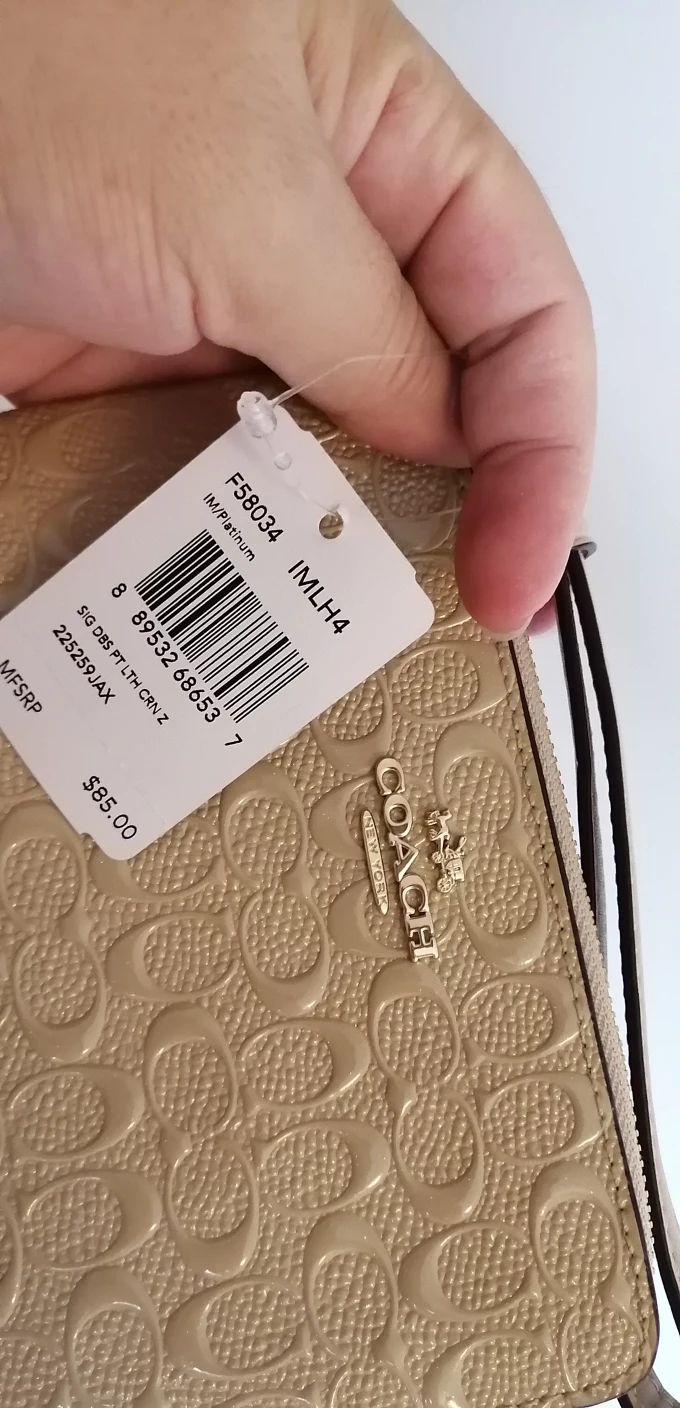 F58034 IMLH4
IM/Platinum
8 89532 68653 7
SIG DBS PT LTH CRN Z
225259JAX
MFSRP
$85.00
COACH
NEW YORK